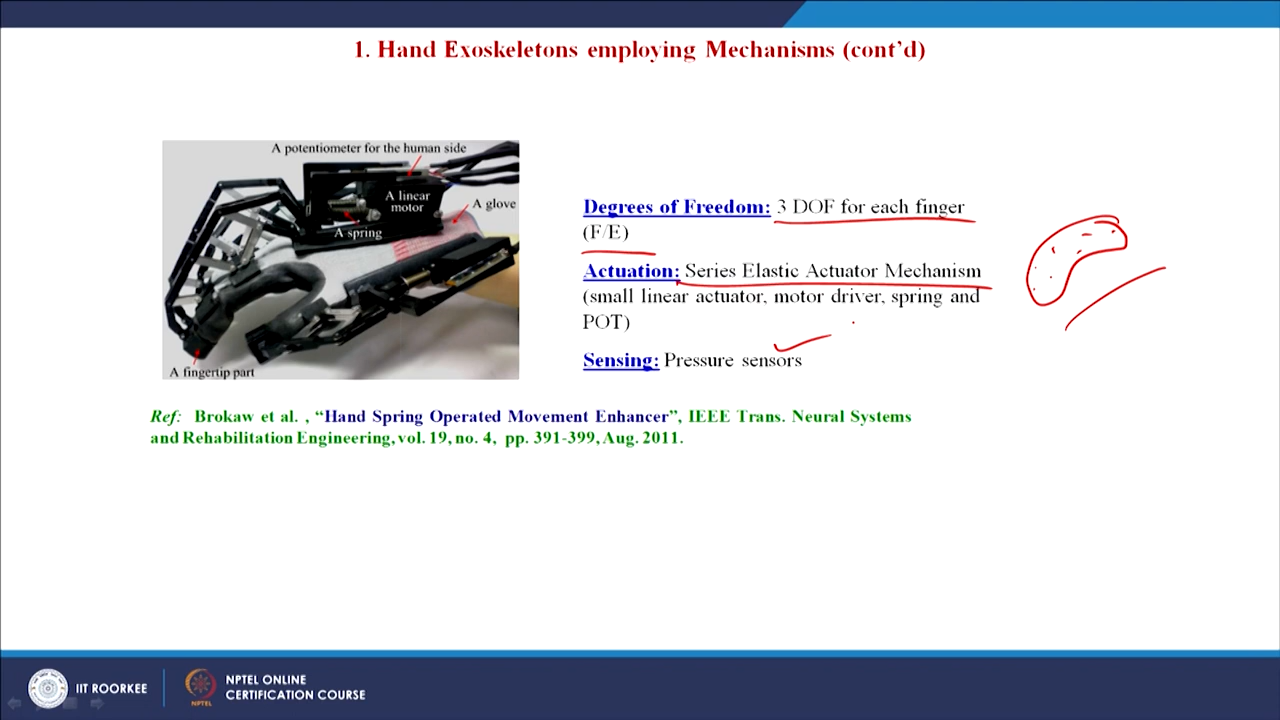 1. Hand Exoskeletons employing Mechanisms (cont'd)
A potentiometer for the human side
A linear
motor
A glove
A spring
A fingertip part
Degrees of Freedom: 3 DOF for each finger
(F/E)
Actuation: Series Elastic Actuator Mechanism
(small linear actuator, motor driver, spring and
POT)
Sensing: Pressure sensors
Ref: Brokaw et al. , “Hand Spring Operated Movement Enhancer”, IEEE Trans. Neural Systems
and Rehabilitation Engineering, vol. 19, no. 4, pp. 391-399, Aug. 2011.
IIT ROORKEE
NPTEL
NPTEL ONLINE
CERTIFICATION COURSE